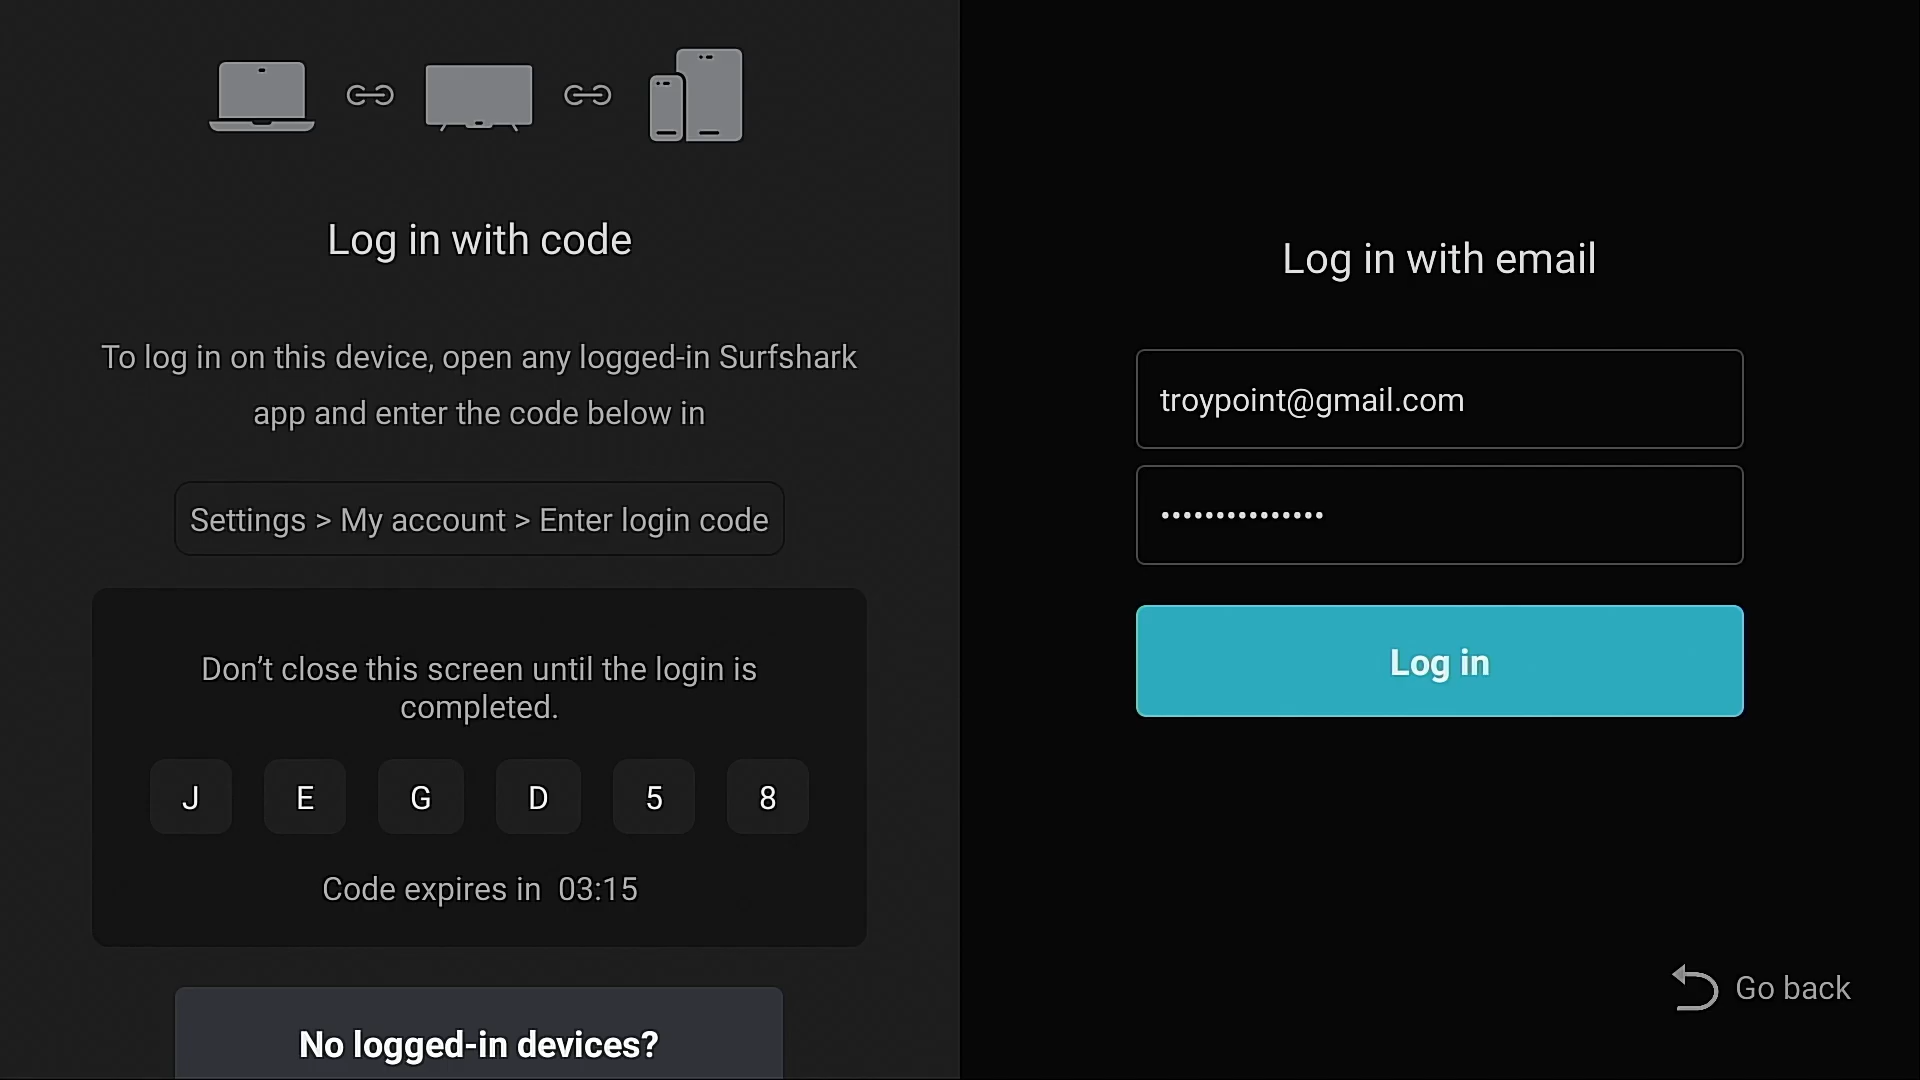 Log in with code
To log in on this device, open any logged-in Surfshark
app and enter the code below in
Settings > My account > Enter login code
Don’t close this screen until the login is
completed.
J E G D 5 8
Code expires in 03:15
No logged-in devices?
Log in with email
troypoint@gmail.com
•••••••••••••••
Log in
Go back